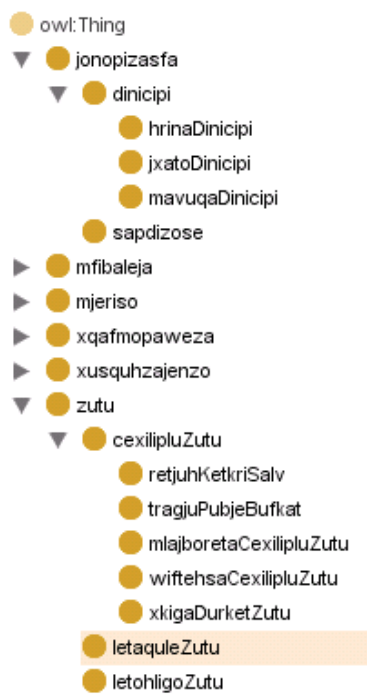 owl:Thing
jonopizasfa
dinicipi
hrinaDinicipi
jxatoDinicipi
mavuqaDinicipi
sapdizose
mfibaleja
mjeriso
xqafmopaweza
xusquhzajenzo
zutu
cexilipluZutu
retjuhKetkriSalv
tragjuPubjeBufkat
mlajboretaCexilipluZutu
wiftehsaCexilipluZutu
xkigaDurketZutu
letaquleZutu
letohligoZutu